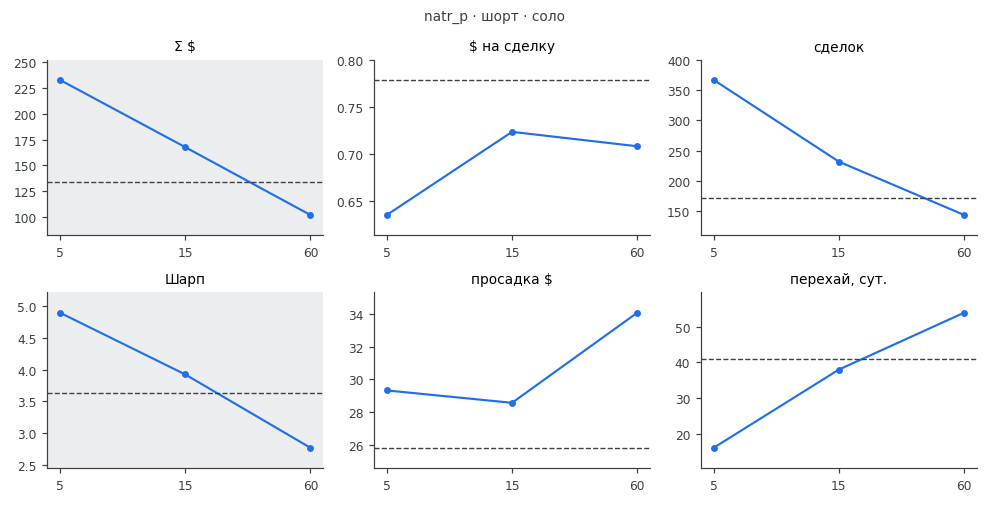 natr_p · шорт · соло
Σ $
250
225
200
175
150
125
100
5 15 60
$ на сделку
0.80
0.75
0.70
0.65
5 15 60
сделок
400
350
300
250
200
150
5 15 60
Шарп
5.0
4.5
4.0
3.5
3.0
2.5
5 15 60
просадка $
34
32
30
28
26
5 15 60
перехай, сут.
50
40
30
20
5 15 60